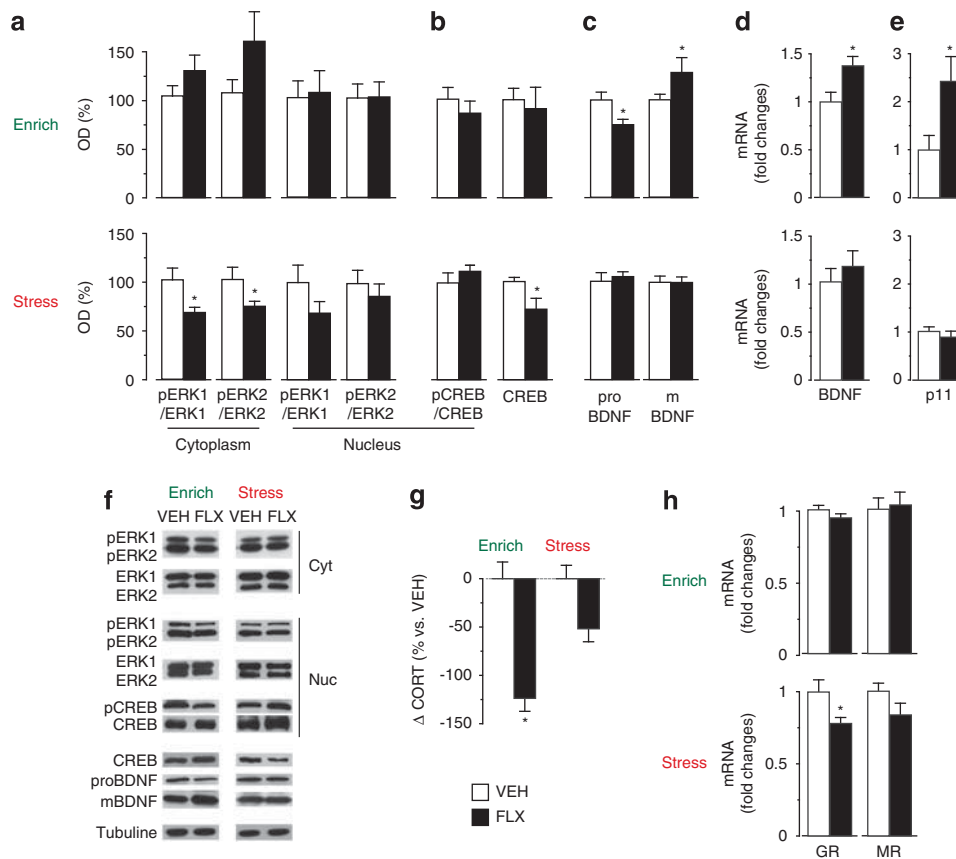 a
b
c
d
e
Enrich
OD (%)
150
100
50
0
*
*
mRNA
(fold changes)
1.5
1
0.5
0
*
3
2
1
0
*
Stress
OD (%)
150
100
50
0
*
*
*
mRNA
(fold changes)
1.5
1
0.5
0
3
2
1
0
pERK1
/ERK1
pERK2
/ERK2
pERK1
/ERK1
pERK2
/ERK2
pCREB
/CREB
CREB
pro
BDNF
m
BDNF
BDNF
p11
Cytoplasm
Nucleus
f
Enrich Stress
VEH FLX VEH FLX
pERK1
pERK2
ERK1
ERK2
Cyt
pERK1
pERK2
ERK1
ERK2
pCREB
CREB
Nuc
CREB
proBDNF
mBDNF
Tubuline
g
Enrich Stress
Δ CORT (% vs. VEH)
0
-50
-100
-150
*
VEH
FLX
h
Enrich
mRNA
(fold changes)
1
0.5
0
Stress
mRNA
(fold changes)
1
0.5
0
*
GR MR